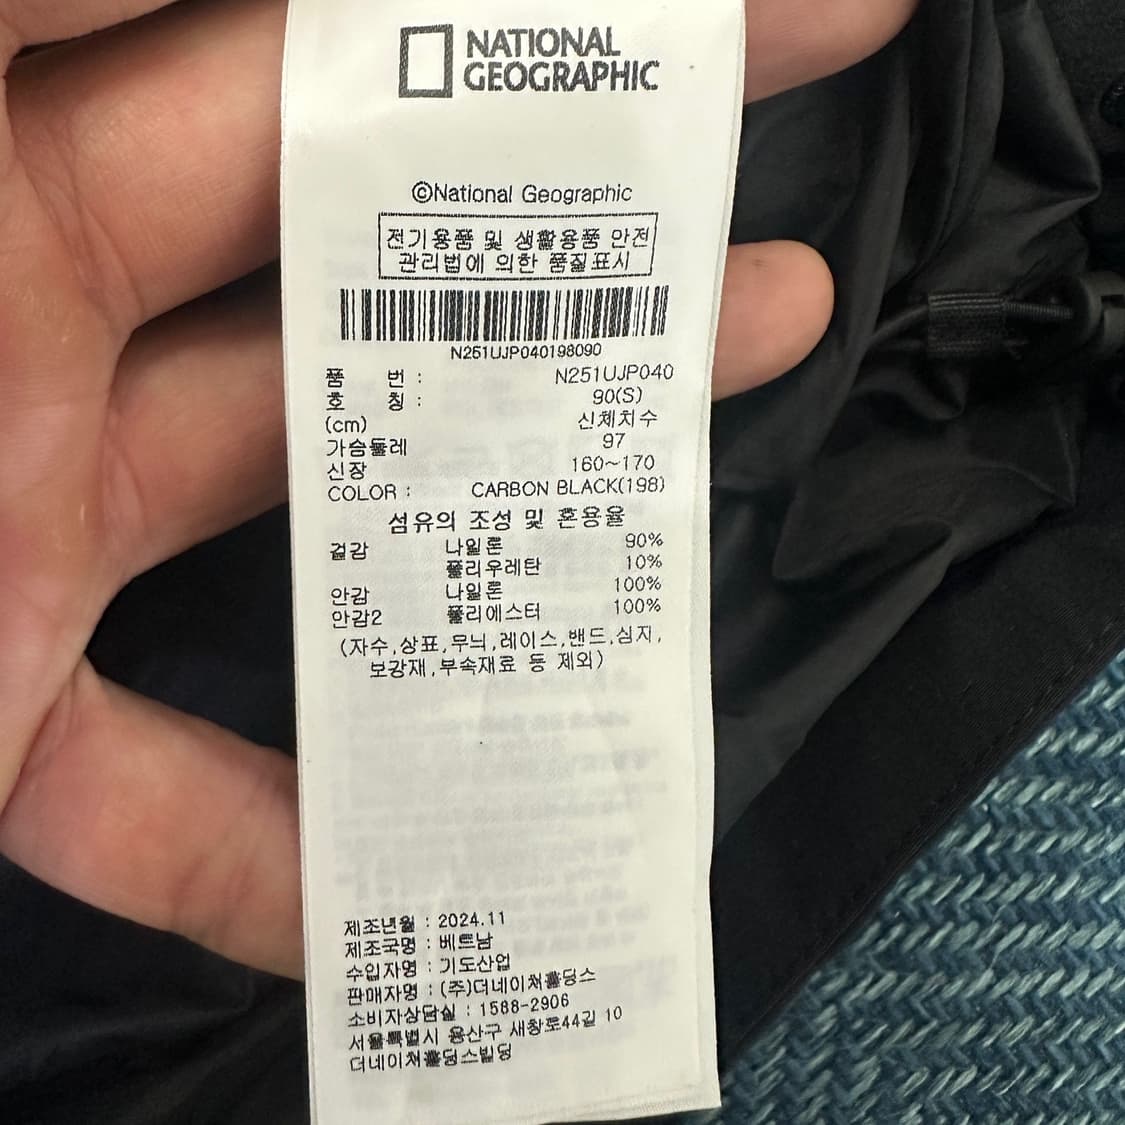 NATIONAL
GEOGRAPHIC
©National Geographic
전기용품 및 생활용품 안전
관리법에 의한 품질표시
N251UJP040198090
품 번 : N251UJP040
호 칭 : 90(S)
(cm) 신체치수
가슴둘레 97
신장 160~170
COLOR : CARBON BLACK(198)
섬유의 조성 및 혼용율
겉감 나일론 90%
폴리우레탄 10%
안감 나일론 100%
안감2 폴리에스터 100%
(자수,상표,무늬,레이스,밴드,심지,
보강재,부속재료 등 제외)
제조년월 : 2024.11
제조국명 : 베트남
수입자명 : 기도산업
판매자명 : (주)더네이쳐홀딩스
소비자상담실 : 1588-2906
서울특별시 용산구 새창로44길 10
더네이쳐홀딩스빌딩